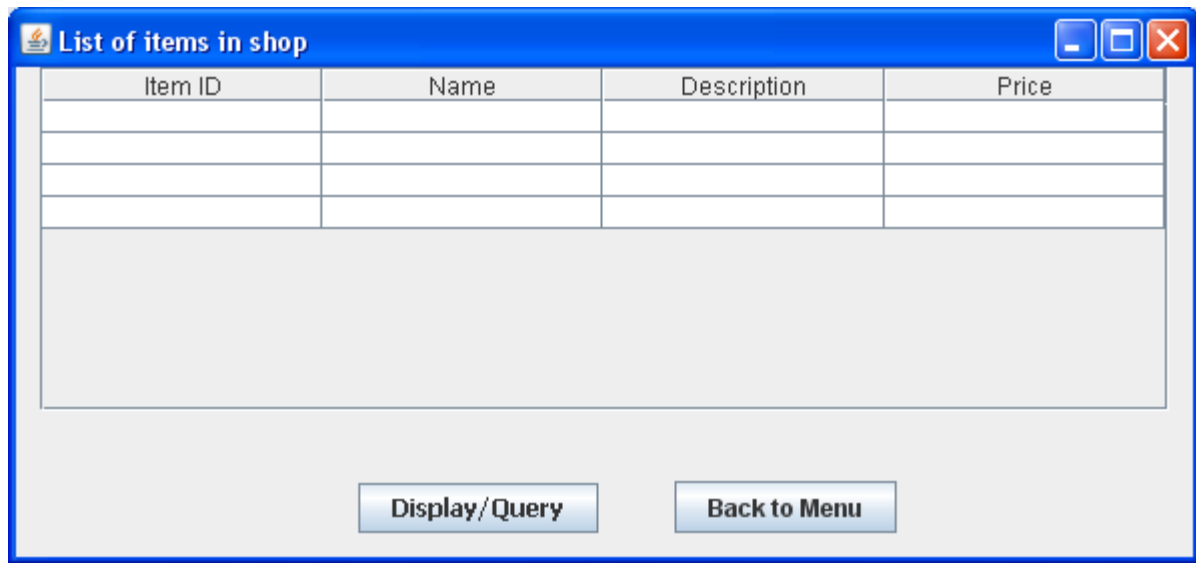 List of items in shop
Item ID Name Description Price
Display/Query Back to Menu